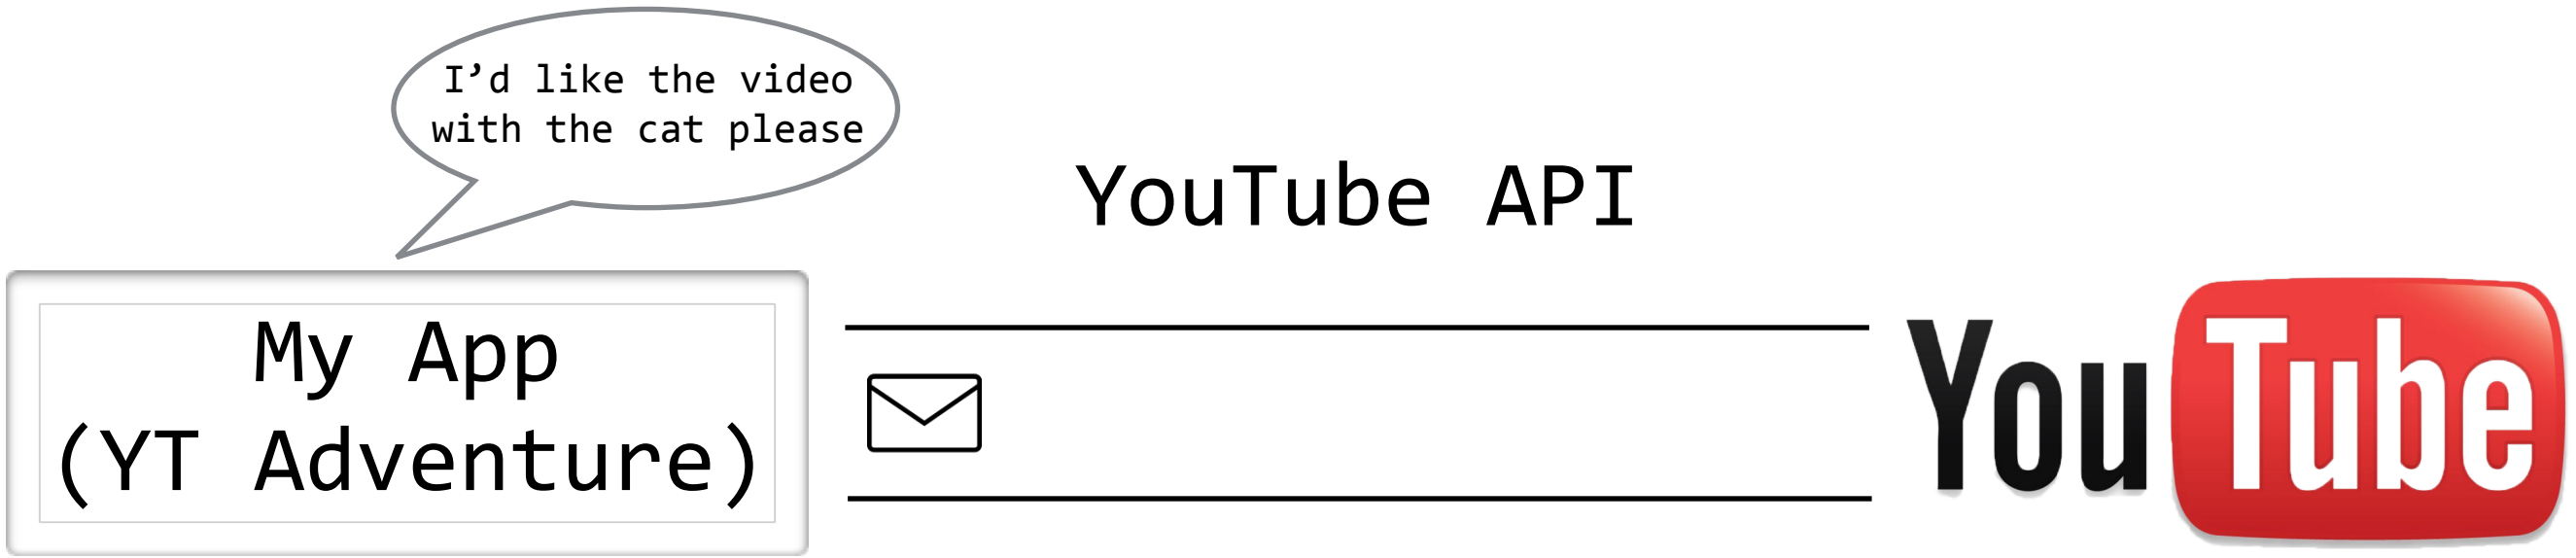 I’d like the video
with the cat please
YouTube API
My App
(YT Adventure)
YouTube